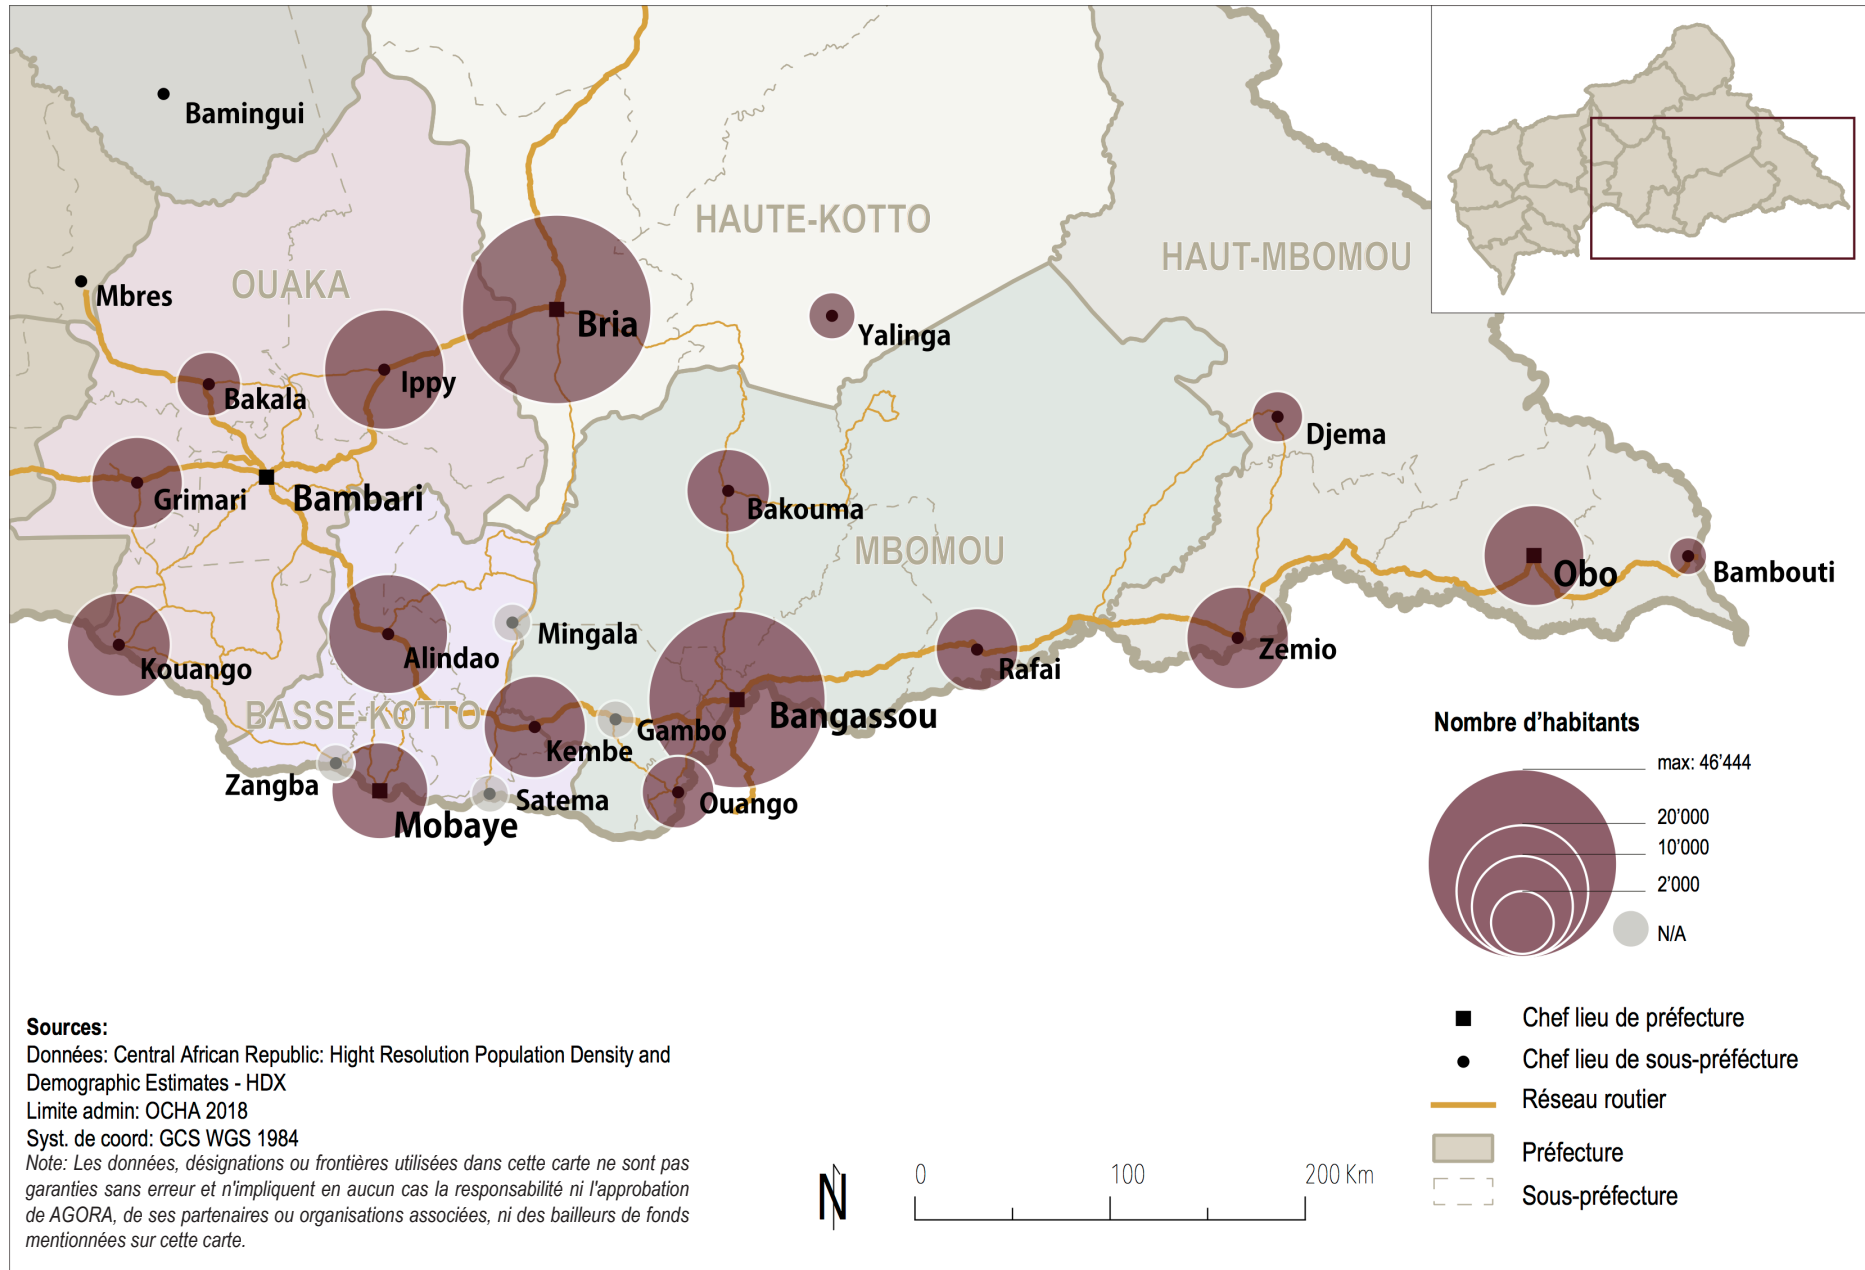 Bamingui
HAUTE-KOTTO
HAUT-MBOMOU
OUAKA
Mbres
Bria
Yalinga
Ippy
Bakala
Djema
Grimari
Bambari
Bakouma
MBOMOU
Obo
Bambouti
Mingala
Alindao
Kouango
Rafai
Zemio
BASSE-KOTTO
Bangassou
Gambo
Kembe
Zangba
Satema
Ouango
Mobaye
Nombre d’habitants
max: 46’444
20’000
10’000
2’000
N/A
Sources:
Données: Central African Republic: Hight Resolution Population Density and
Demographic Estimates - HDX
Limite admin: OCHA 2018
Syst. de coord: GCS WGS 1984
Note: Les données, désignations ou frontières utilisées dans cette carte ne sont pas
garanties sans erreur et n'impliquent en aucun cas la responsabilité ni l'approbation
de AGORA, de ses partenaires ou organisations associées, ni des bailleurs de fonds
mentionnées sur cette carte.
N
0 100 200 Km
Chef lieu de préfecture
Chef lieu de sous-préfécture
Réseau routier
Préfecture
Sous-préfecture